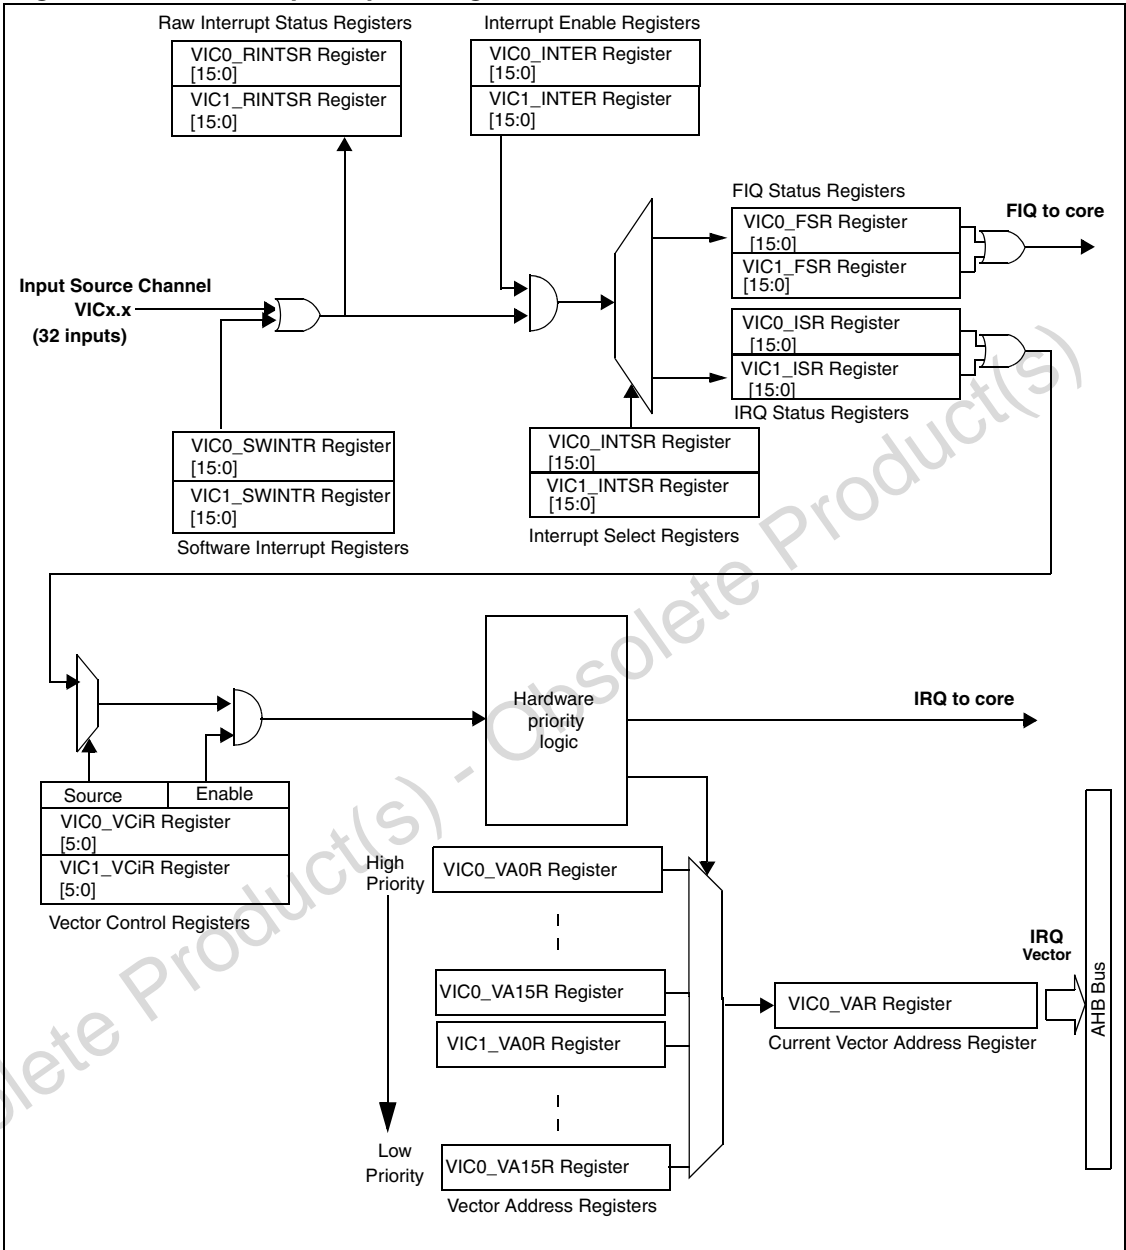 Raw Interrupt Status Registers
VIC0_RINTSR Register
[15:0]
VIC1_RINTSR Register
[15:0]
Interrupt Enable Registers
VIC0_INTER Register
[15:0]
VIC1_INTER Register
[15:0]
FIQ Status Registers
VIC0_FSR Register
[15:0]
VIC1_FSR Register
[15:0]
FIQ to core
Input Source Channel
VICx.x
(32 inputs)
VIC0_ISR Register
[15:0]
VIC1_ISR Register
[15:0]
IRQ Status Registers
VIC0_SWINTR Register
[15:0]
VIC1_SWINTR Register
[15:0]
Software Interrupt Registers
VIC0_INTSR Register
[15:0]
VIC1_INTSR Register
[15:0]
Interrupt Select Registers
Hardware
priority
logic
IRQ to core
Source Enable
VIC0_VCiR Register
[5:0]
VIC1_VCiR Register
[5:0]
Vector Control Registers
High
Priority
VIC0_VA0R Register
VIC0_VA15R Register
VIC1_VA0R Register
VIC0_VA15R Register
Low
Priority
Vector Address Registers
VIC0_VAR Register
Current Vector Address Register
IRQ
Vector
AHB Bus
Obsolete Product(s) - Obsolete Product(s)